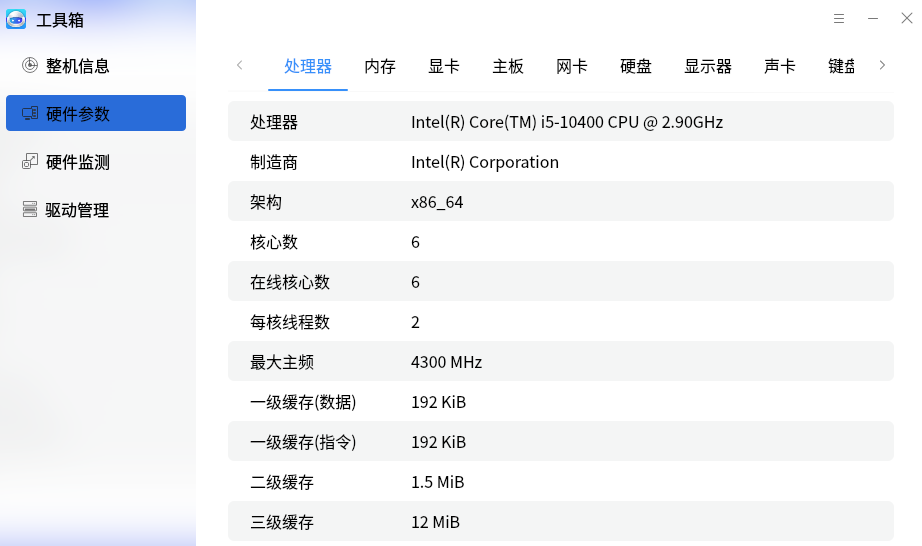 工具箱
整机信息
硬件参数
硬件监测
驱动管理
处理器 内存 显卡 主板 网卡 硬盘 显示器 声卡 键盘
处理器 Intel(R) Core(TM) i5-10400 CPU @ 2.90GHz
制造商 Intel(R) Corporation
架构 x86_64
核心数 6
在线核心数 6
每核线程数 2
最大主频 4300 MHz
一级缓存(数据) 192 KiB
一级缓存(指令) 192 KiB
二级缓存 1.5 MiB
三级缓存 12 MiB